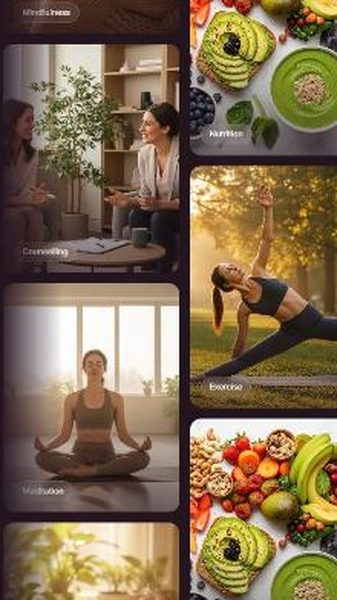 Mindfulness
Nutrition
Counselling
Exercise
Meditation